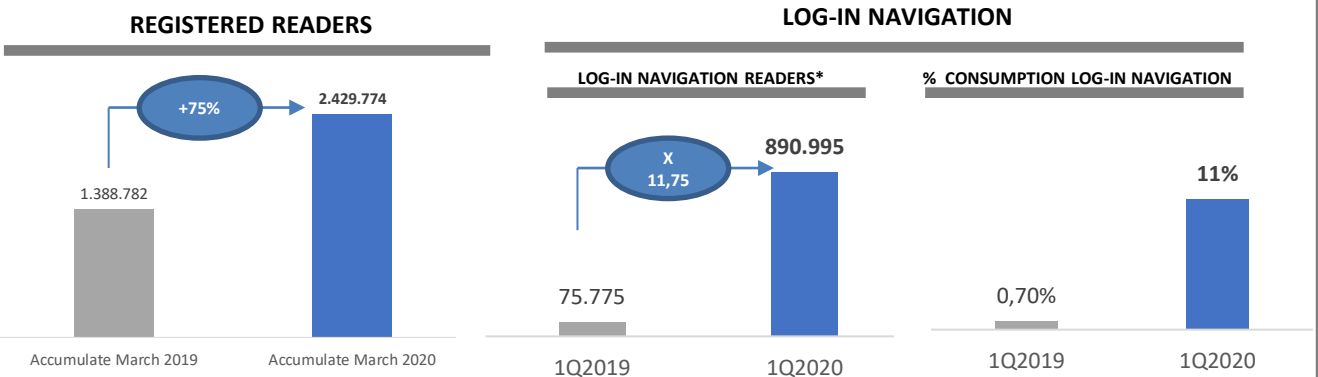 REGISTERED READERS
+75%
2.429.774
1.388.782
Accumulate March 2019
Accumulate March 2020
LOG-IN NAVIGATION
LOG-IN NAVIGATION READERS*
X
11,75
890.995
75.775
1Q2019
1Q2020
% CONSUMPTION LOG-IN NAVIGATION
11%
0,70%
1Q2019
1Q2020